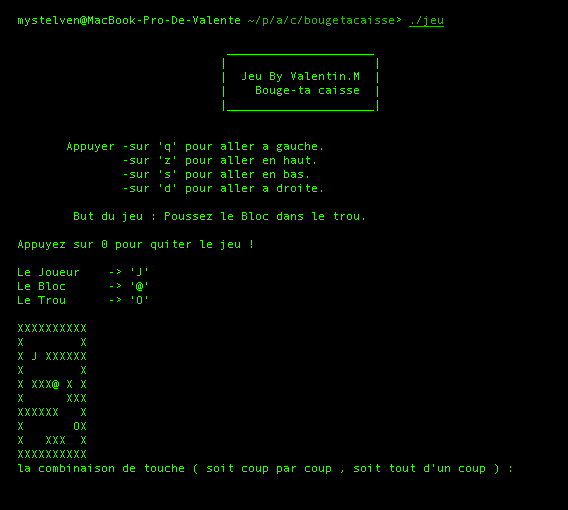 mystelven@MacBook-Pro-De-Valente ~/p/a/c/bougetacaisse> ./jeu
Jeu By Valentin.M
Bouge-ta caisse
Appuyer -sur 'q' pour aller a gauche.
-sur 'z' pour aller en haut.
-sur 's' pour aller en bas.
-sur 'd' pour aller a droite.
But du jeu : Poussez le Bloc dans le trou.
Appuyez sur 0 pour quiter le jeu !
Le Joueur    -> 'J'
Le Bloc      -> '@'
Le Trou      -> 'O'
XXXXXXXXXX
X        X
X J XXXXXX
X        X
X XXX@ X X
X      XXX
XXXXXX   X
X       OX
X   XXX  X
XXXXXXXXXX
la combinaison de touche ( soit coup par coup , soit tout d'un coup ) :